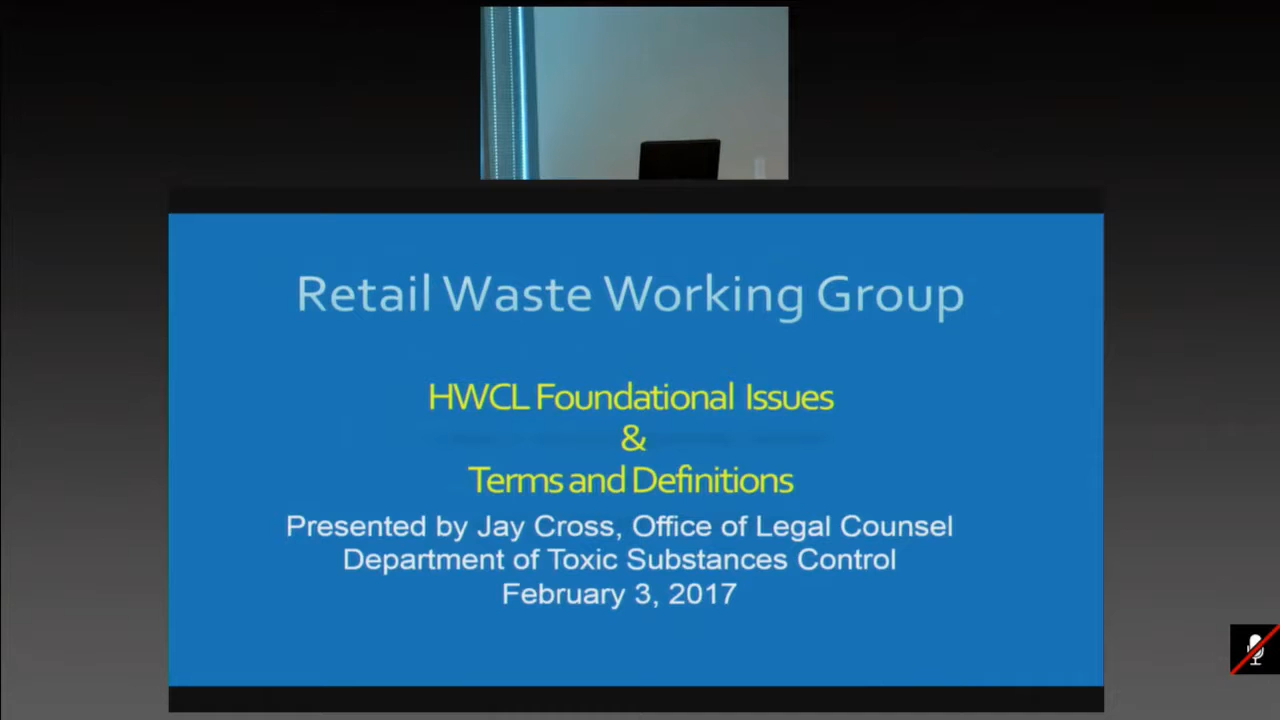 Retail Waste Working Group
HWCL Foundational Issues
&
Terms and Definitions
Presented by Jay Cross, Office of Legal Counsel
Department of Toxic Substances Control
February 3, 2017